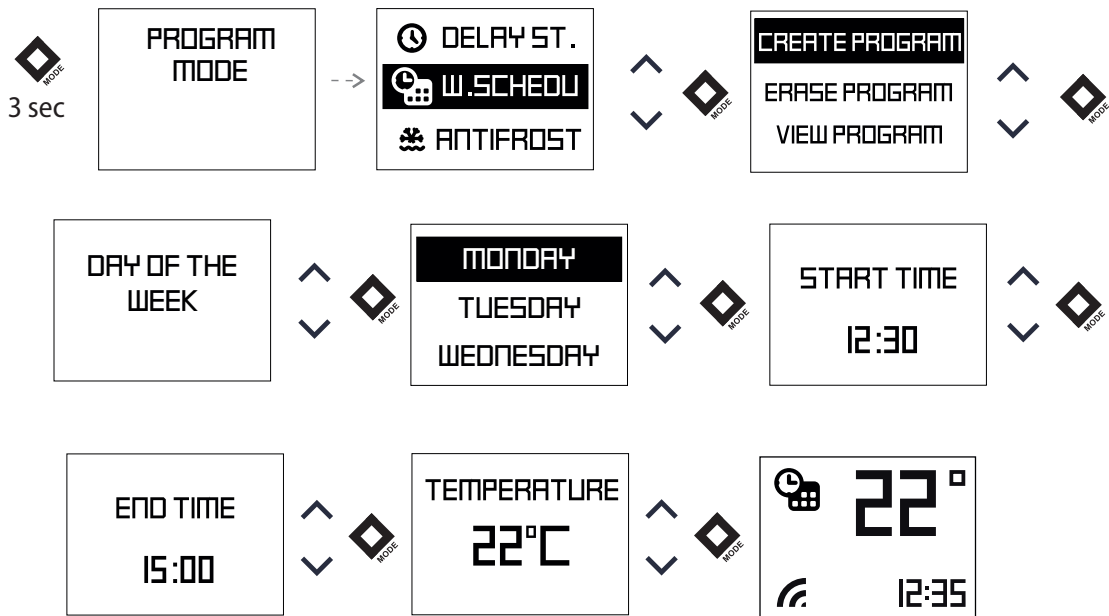 MODE
3 sec
PROGRAM
MODE
DELAY ST.
W.SCHEDU
ANTIFROST
MODE
CREATE PROGRAM
ERASE PROGRAM
VIEW PROGRAM
MODE
DAY OF THE
WEEK
MODE
MONDAY
TUESDAY
WEDNESDAY
MODE
START TIME
12:30
MODE
END TIME
15:00
MODE
TEMPERATURE
22°C
MODE
22°
12:35